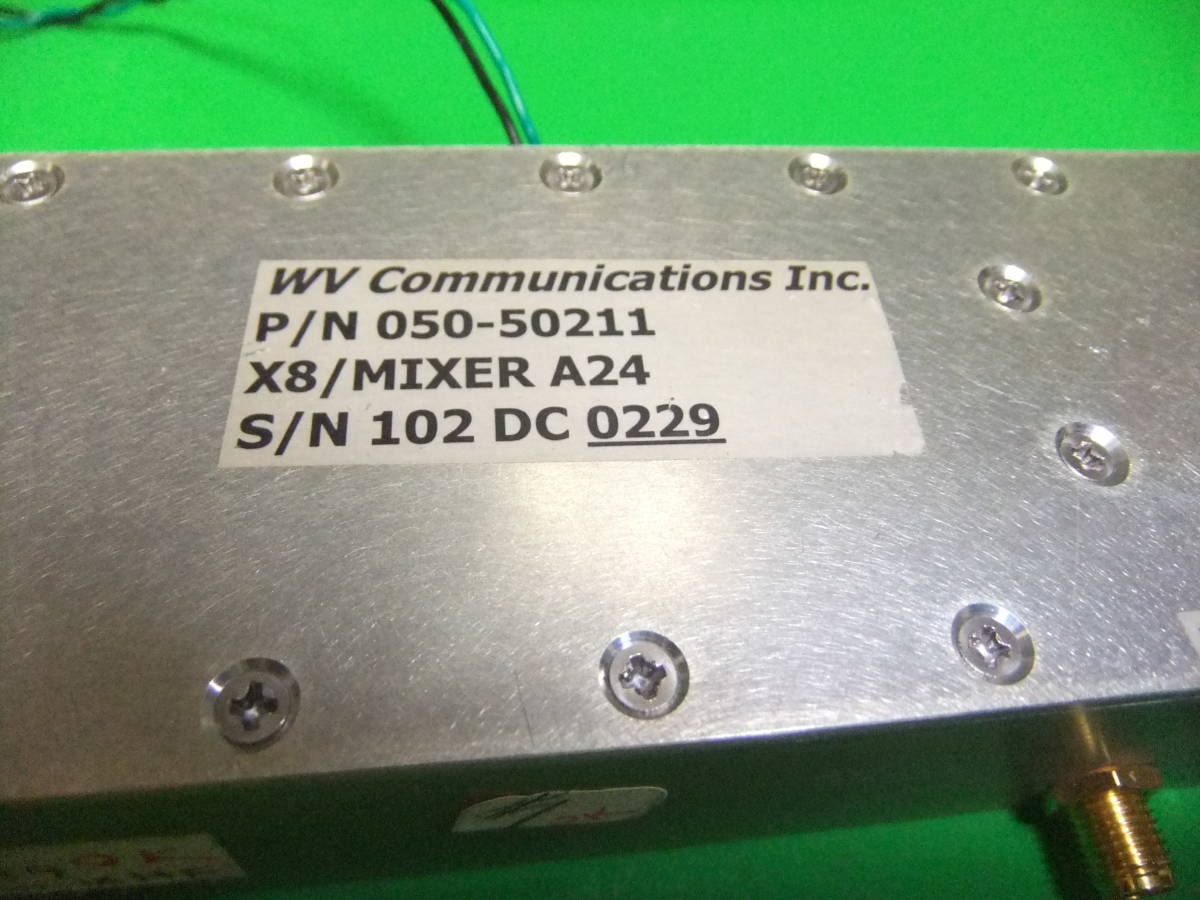 WV Communications Inc.
P/N 050-50211
X8/MIXER A24
S/N 102 DC 0229